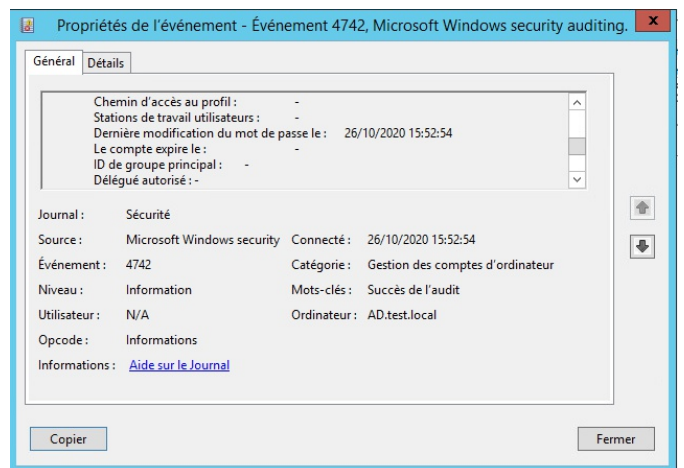 Propriétés de l'événement - Événement 4742, Microsoft Windows security auditing.
Général Détails
Chemin d'accès au profil : -
Stations de travail utilisateurs : -
Dernière modification du mot de passe le : 26/10/2020 15:52:54
Le compte expire le : -
ID de groupe principal : -
Délégué autorisé : -
Journal : Sécurité
Source : Microsoft Windows security Connecté : 26/10/2020 15:52:54
Événement : 4742 Catégorie : Gestion des comptes d'ordinateur
Niveau : Information Mots-clés : Succès de l'audit
Utilisateur : N/A Ordinateur : AD.test.local
Opcode : Informations
Informations : Aide sur le Journal
Copier Fermer